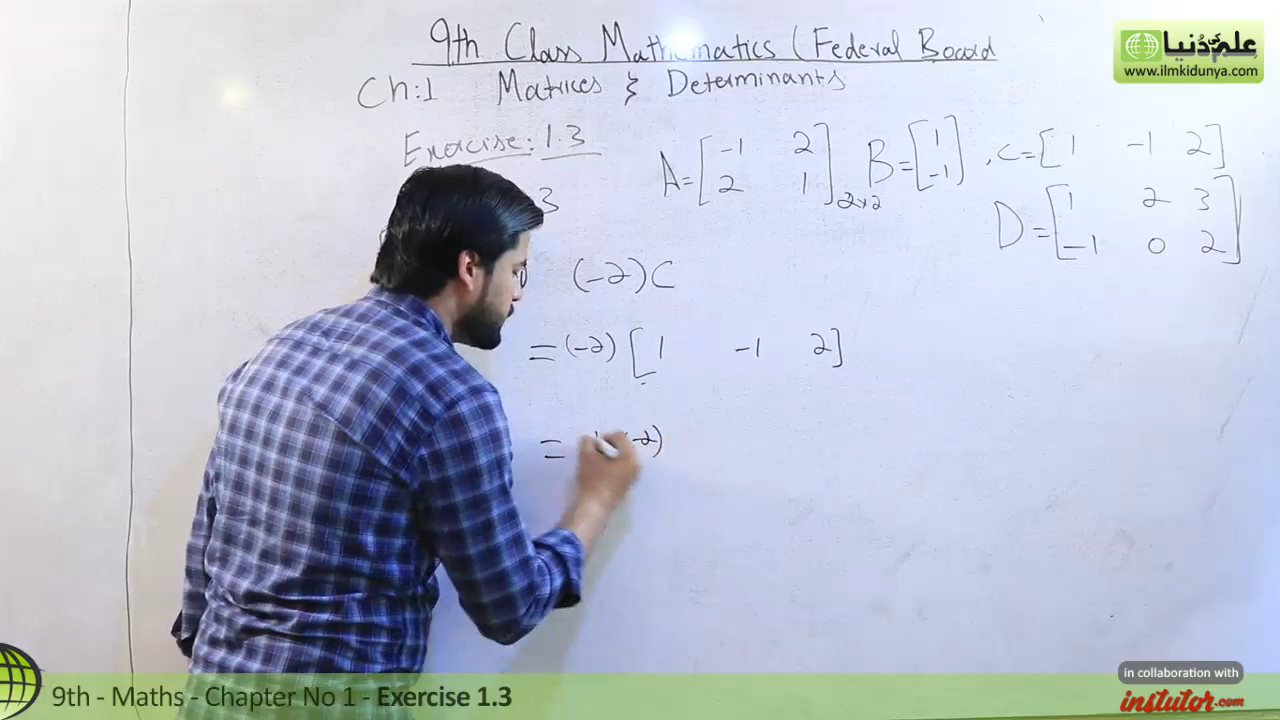 9th Class Mathematics (Federal Board
علم کی دنیا
www.ilmkidunya.com
Ch:1 Matrices & Determinants
Exercise: 1.3
A=[-1 2
2 1]2×2
B=[1
-1]
, C=[1 -1 2]
3
D=[1 2 3
-1 0 2]
(-2)C
=(-2)[1 -1 2]
= (-2)
in collaboration with
instutor.com
9th - Maths - Chapter No 1 - Exercise 1.3